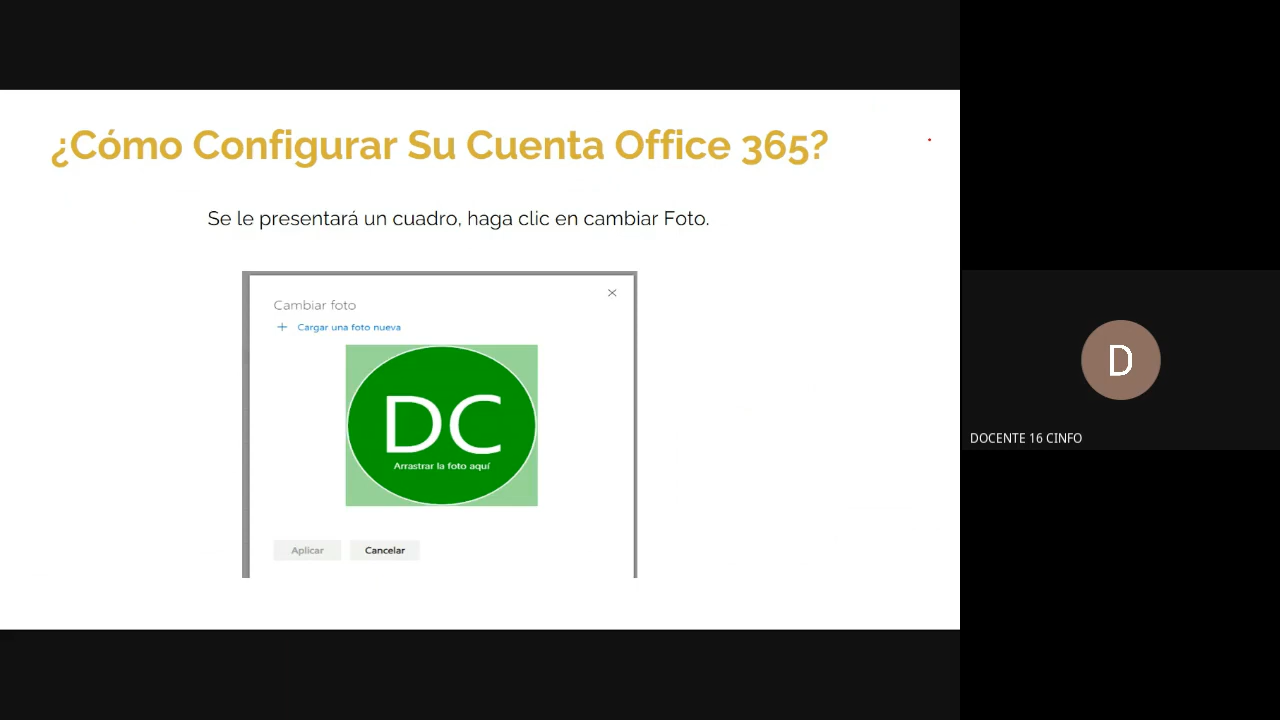 ¿Cómo Configurar Su Cuenta Office 365?
Se le presentará un cuadro, haga clic en cambiar Foto.
Cambiar foto
Cargar una foto nueva
DC
Arrastrar la foto aquí
Aplicar
Cancelar
D
DOCENTE 16 CINFO